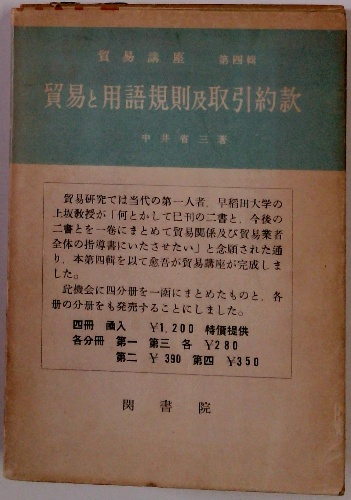 貿易講座 第四輯
貿易と用語規則及取引約款
中井省三著
貿易研究では当代の第一人者，早稲田大学の
上坂教授が「何とかして巳刊の二書と，今後の
二書とを一巻にまとめて貿易関係及び貿易業者
全体の指導書にいたさせたい」と念願された通
り，本第四輯を以て愈吾が貿易講座が完成しま
した。
此機会に四分册を一函にまとめたものと，各
册の分册をも発売することにしました。
四冊 函入 ￥1,200 特價提供
各分冊 第一 第三 各 ￥280
第二 ￥ 390 第四 ￥350
関書院